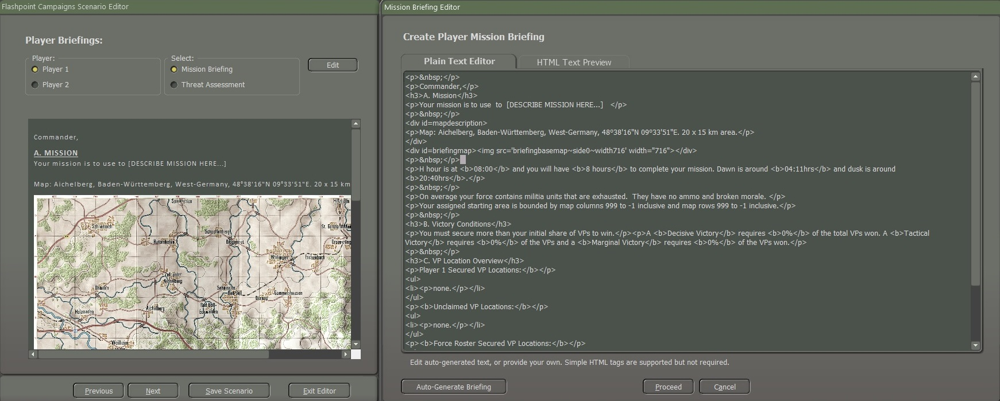 Flashpoint Campaigns Scenario Editor
Player Briefings:
Player:
Player 1
Player 2
Select:
Mission Briefing
Threat Assessment
Edit
Commander,
A. MISSION
Your mission is to use to [DESCRIBE MISSION HERE...]
Map: Aichelberg, Baden-Württemberg, West-Germany, 48°38'16"N 09°33'51"E. 20 x 15 km
Schlierbach
Hattenhofen
Schopflenberg
Bezgenriet
Heiningen
Eschenbach
Zell unter
Aichelberg
Ohmden
Sehningen
Bad Boll
Dürnau
Gammelshausen
Holzmaden
Aichelberg
Bad Boll-
Eckwälden
Weilheim
Previous
Next
Save Scenario
Exit Editor
Mission Briefing Editor
Create Player Mission Briefing
Plain Text Editor
HTML Text Preview
<p>&nbsp;</p>
<p>Commander,</p>
<h3>A. Mission</h3>
<p>Your mission is to use  to  [DESCRIBE MISSION HERE...]   </p>
<p>&nbsp;</p>
<div id=mapdescription>
<p>Map: Aichelberg, Baden-Württemberg, West-Germany, 48°38'16"N 09°33'51"E. 20 x 15 km area.</p>
</div>
<div id=briefingmap><img src='briefingbasemap~side0~width716' width="716"></div>
<p>&nbsp;</p>
<p>H hour is at <b>08:00</b> and you will have <b>8 hours</b> to complete your mission. Dawn is around <b>04:11hrs</b> and dusk is around
<b>20:40hrs</b>.</p>
<p>&nbsp;</p>
<p>On average your force contains militia units that are exhausted.  They have no ammo and broken morale. </p>
<p>Your assigned starting area is bounded by map columns 999 to -1 inclusive and map rows 999 to -1 inclusive.</p>
<p>&nbsp;</p>
<h3>B. Victory Conditions</h3>
<p>You must secure more than your initial share of VPs to win.</p><p>A <b>Decisive Victory</b> requires <b>0%</b> of the total VPs won. A <b>Tactical
Victory</b> requires <b>0%</b> of the VPs and a <b>Marginal Victory</b> requires <b>0%</b> of the VPs won.</p>
<p>&nbsp;</p>
<h3>C. VP Location Overview</h3>
<p>Player 1 Secured VP Locations:</b></p>
<ul>
<li><p>none.</p></li>
</ul>
<p><b>Unclaimed VP Locations:</b></p>
<ul>
<li><p>none.</p></li>
</ul>
<p><b>Force Roster Secured VP Locations:</b></p>
Edit auto-generated text, or provide your own. Simple HTML tags are supported but not required.
Auto-Generate Briefing
Proceed
Cancel